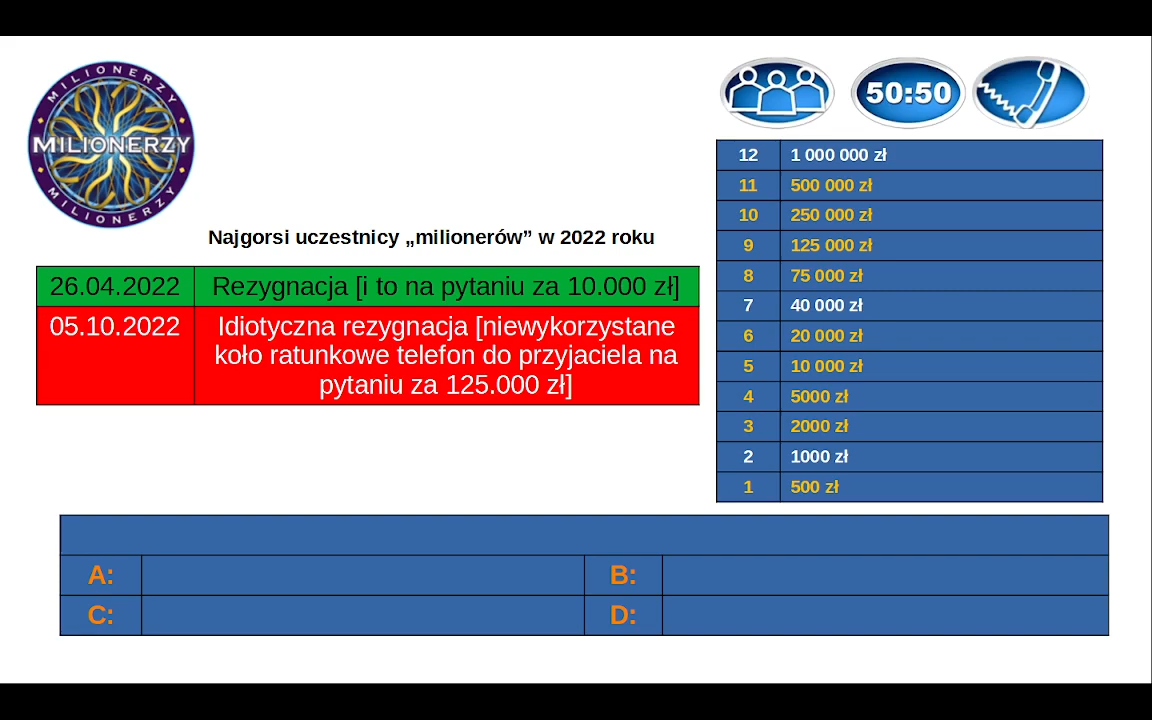 MILIONERZY
MILIONERZY
MILIONERZY
50:50
Najgorsi uczestnicy „milionerów” w 2022 roku
26.04.2022 Rezygnacja [i to na pytaniu za 10.000 zł]
05.10.2022 Idiotyczna rezygnacja [niewykorzystane
koło ratunkowe telefon do przyjaciela na
pytaniu za 125.000 zł]
12 1 000 000 zł
11 500 000 zł
10 250 000 zł
9 125 000 zł
8 75 000 zł
7 40 000 zł
6 20 000 zł
5 10 000 zł
4 5000 zł
3 2000 zł
2 1000 zł
1 500 zł
A: B:
C: D: